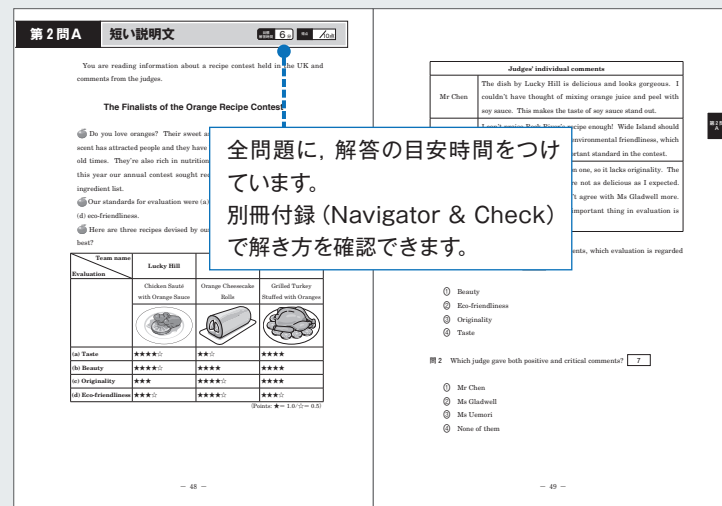 第2問A 短い説明文 6分 /10点
You are reading information about a recipe contest held in the UK and
comments from the judges.
The Finalists of the Orange Recipe Contest
Do you love oranges? Their sweet
scent has attracted people and they have
old times. They're also rich in nutrition
this year our annual contest sought
ingredient list.
Our standards for evaluation were (a)
(d) eco-friendliness.
Here are three recipes devised by
best?
全問題に，解答の目安時間をつけ
ています。
別冊付録（Navigator & Check）
で解き方を確認できます。
Team name
Evaluation
Lucky Hill
Chicken Sauté
with Orange Sauce
Orange Cheesecake
Rolls
Grilled Turkey
Stuffed with Oranges
(a) Taste ★★★★☆ ★★☆ ★★★★
(b) Beauty ★★★★☆ ★★★★ ★★★★
(c) Originality ★★★ ★★★★☆ ★★★★
(d) Eco-friendliness ★★★☆ ★★★★☆ ★★★☆
(Points: ★＝1.0/☆＝0.5)
－ 48 －
Judges' individual comments
Mr Chen
The dish by Lucky Hill is delicious and looks gorgeous. I
couldn't have thought of mixing orange juice and peel with
soy sauce. This makes the taste of soy sauce stand out.
recipe enough! Wide Island should
environmental friendliness, which
standard in the contest.
one, so it lacks originality. The
not as delicious as I expected.
agree with Ms Gladwell more.
important thing in evaluation is
which evaluation is regarded
① Beauty
② Eco-friendliness
③ Originality
④ Taste
問2 Which judge gave both positive and critical comments? 7
① Mr Chen
② Ms Gladwell
③ Ms Uemori
④ None of them
－ 49 －
第2問
A